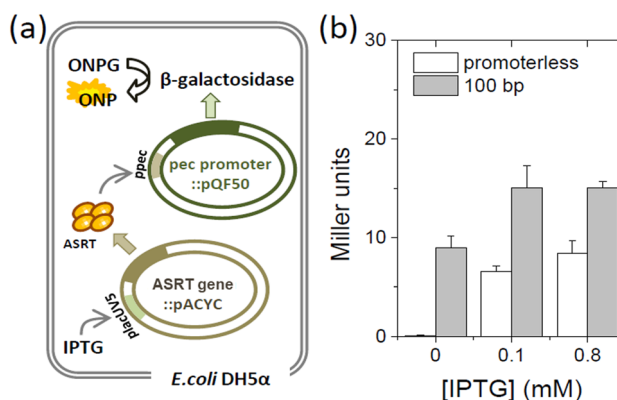 (a)
ONPG
ONP
β-galactosidase
ppec
pec promoter
::pQF50
ASRT
ASRT gene
::pACYC
placUV5
IPTG
E.coli DH5α
(b)
promoterless
100 bp
Miller units
30
20
10
0
0
0.1
0.8
[IPTG] (mM)